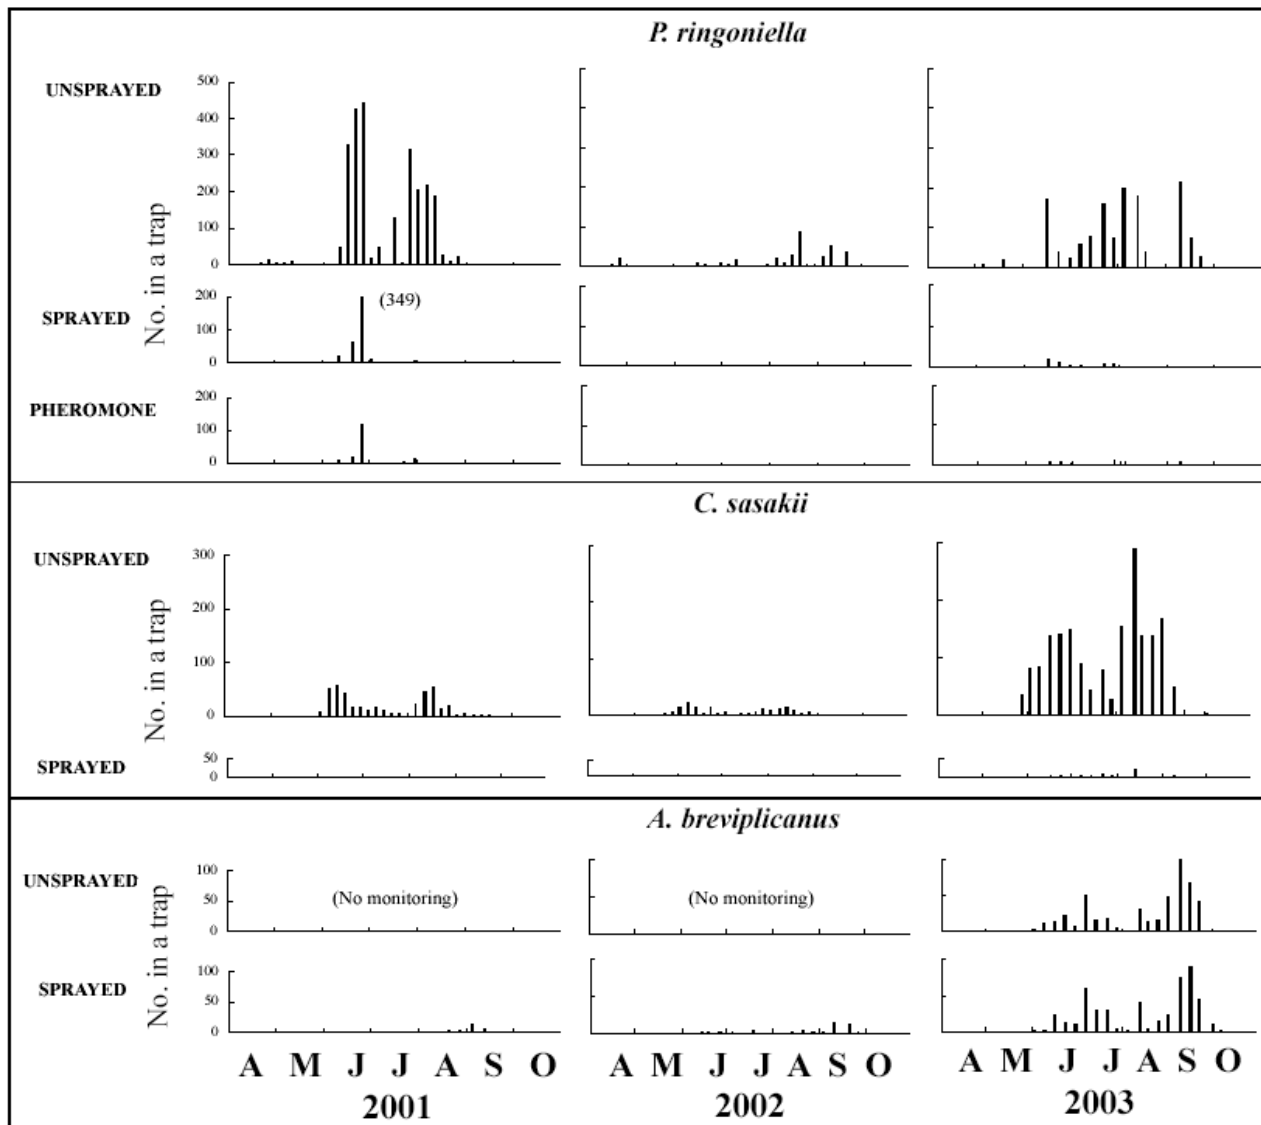 P. ringoniella
UNSPRAYED
No. in a trap
500
400
300
200
100
0
SPRAYED
200
100
0
(349)
PHEROMONE
200
100
0
C. sasakii
UNSPRAYED
No. in a trap
300
200
100
0
SPRAYED
50
0
A. breviplicanus
UNSPRAYED
No. in a trap
100
50
0
(No monitoring)
(No monitoring)
SPRAYED
100
50
0
A M J J A S O
A M J J A S O
A M J J A S O
2001
2002
2003